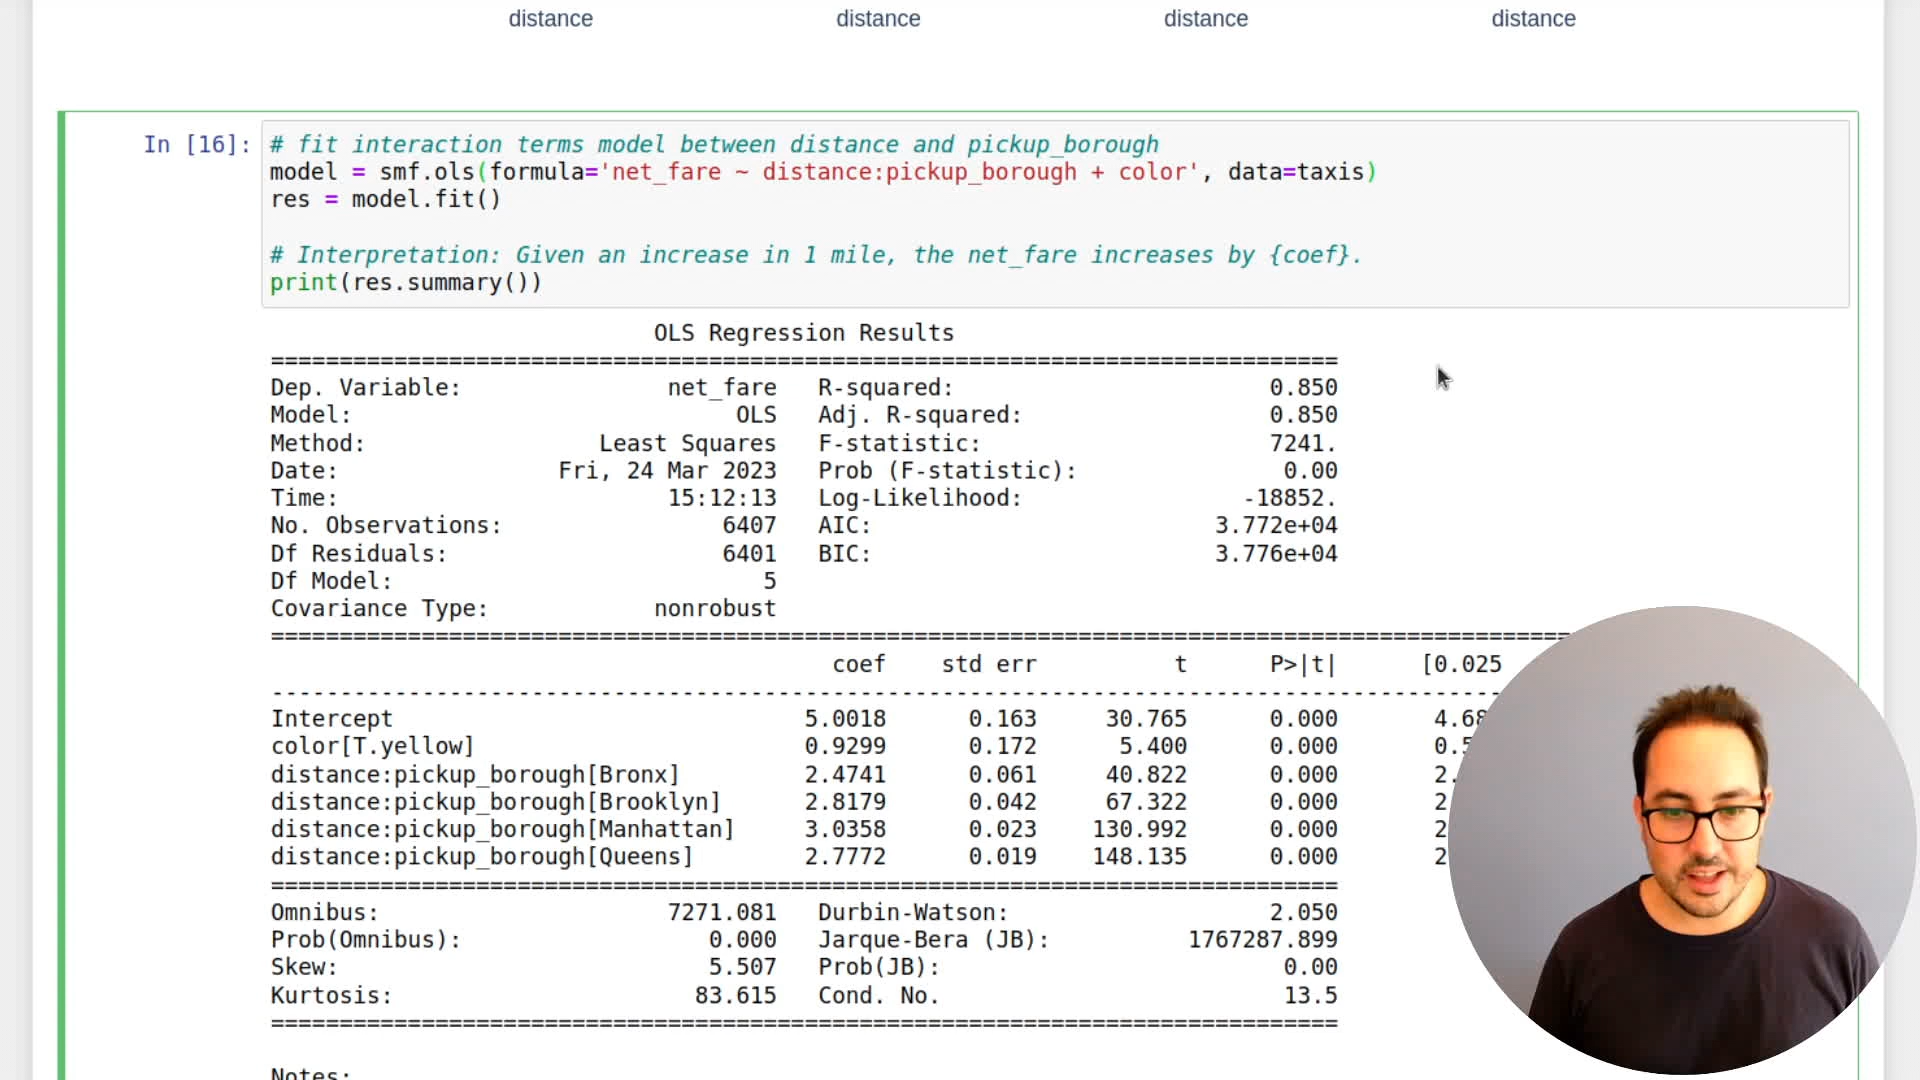 distance distance distance distance
In [16]: # fit interaction terms model between distance and pickup_borough
model = smf.ols(formula='net_fare ~ distance:pickup_borough + color', data=taxis)
res = model.fit()
# Interpretation: Given an increase in 1 mile, the net_fare increases by {coef}.
print(res.summary())
OLS Regression Results
==============================================================================
Dep. Variable: net_fare R-squared: 0.850
Model: OLS Adj. R-squared: 0.850
Method: Least Squares F-statistic: 7241.
Date: Fri, 24 Mar 2023 Prob (F-statistic): 0.00
Time: 15:12:13 Log-Likelihood: -18852.
No. Observations: 6407 AIC: 3.772e+04
Df Residuals: 6401 BIC: 3.776e+04
Df Model: 5
Covariance Type: nonrobust
===============================================================================================
coef std err t P>|t| [0.025
------------------------------------------------------------------------------------------
Intercept 5.0018 0.163 30.765 0.000 4.68
color[T.yellow] 0.9299 0.172 5.400 0.000 0.5
distance:pickup_borough[Bronx] 2.4741 0.061 40.822 0.000 2.
distance:pickup_borough[Brooklyn] 2.8179 0.042 67.322 0.000 2
distance:pickup_borough[Manhattan] 3.0358 0.023 130.992 0.000 2
distance:pickup_borough[Queens] 2.7772 0.019 148.135 0.000 2
==============================================================================
Omnibus: 7271.081 Durbin-Watson: 2.050
Prob(Omnibus): 0.000 Jarque-Bera (JB): 1767287.899
Skew: 5.507 Prob(JB): 0.00
Kurtosis: 83.615 Cond. No. 13.5
==============================================================================
Notes: